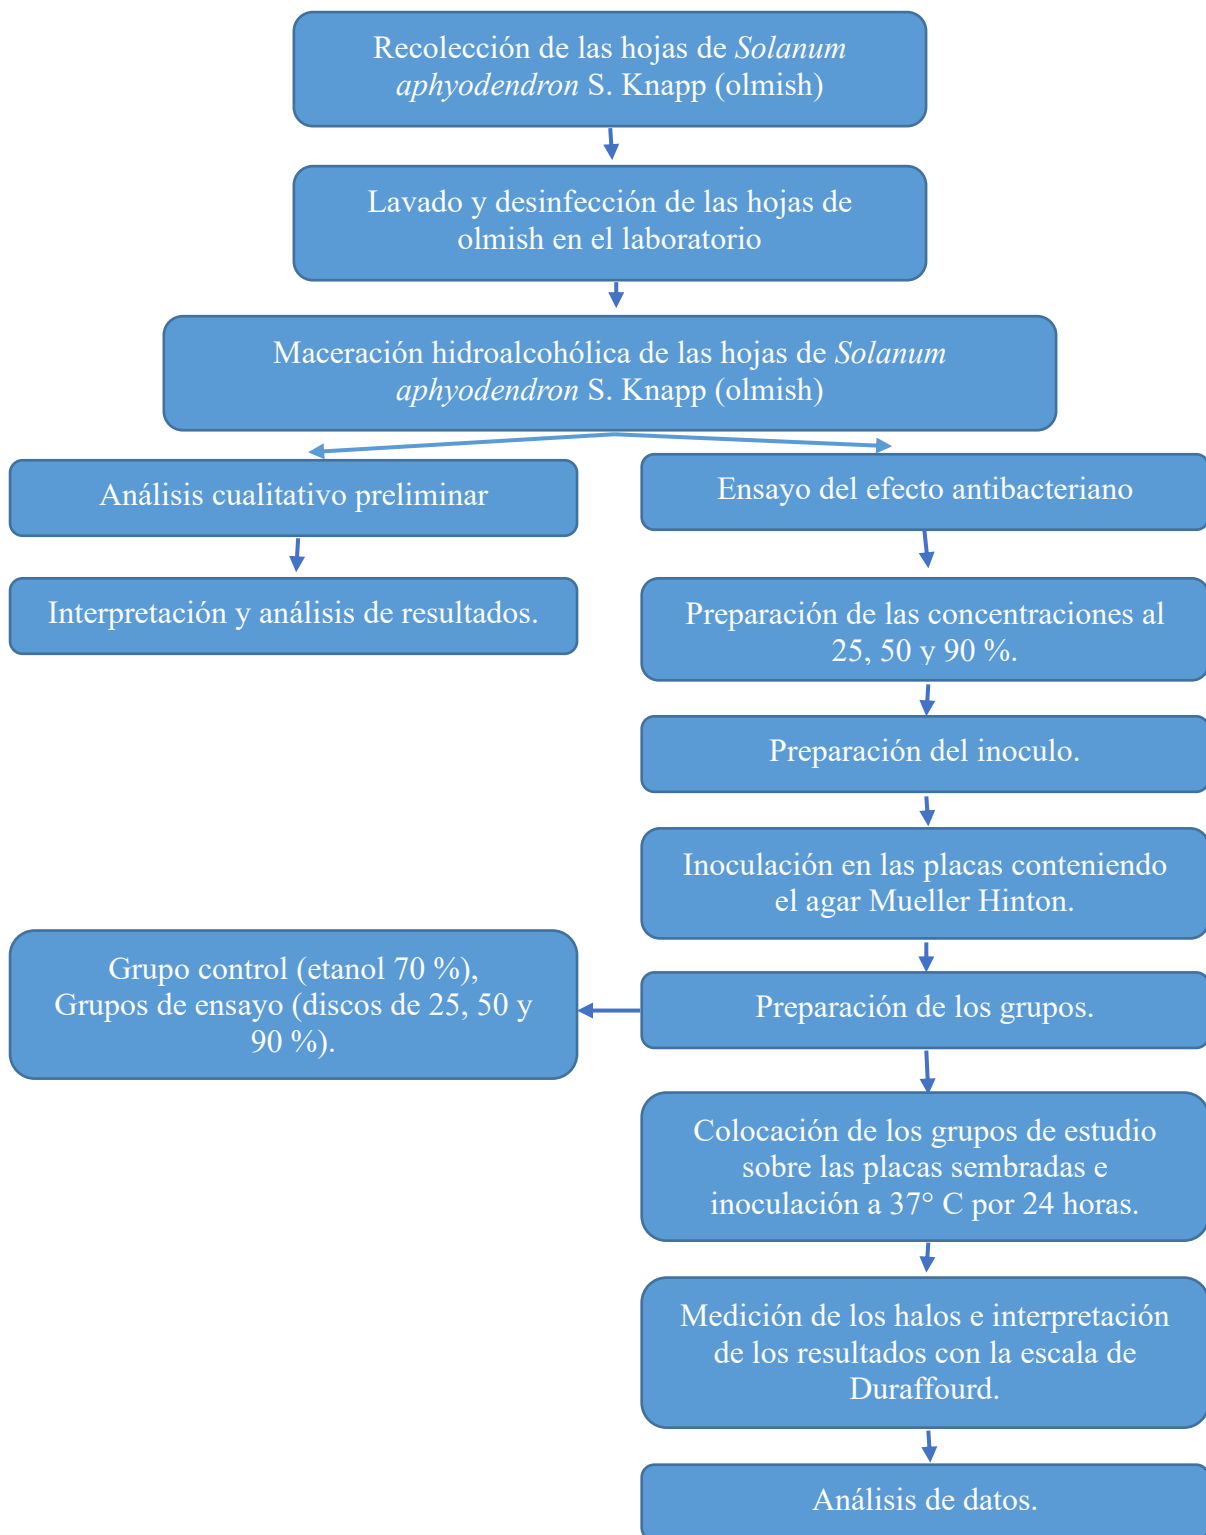 Recolección de las hojas de Solanum
aphyodendron S. Knapp (olmish)
Lavado y desinfección de las hojas de
olmish en el laboratorio
Maceración hidroalcohólica de las hojas de Solanum
aphyodendron S. Knapp (olmish)
Análisis cualitativo preliminar
Interpretación y análisis de resultados.
Ensayo del efecto antibacteriano
Preparación de las concentraciones al
25, 50 y 90 %.
Preparación del inoculo.
Inoculación en las placas conteniendo
el agar Mueller Hinton.
Preparación de los grupos.
Grupo control (etanol 70 %),
Grupos de ensayo (discos de 25, 50 y
90 %).
Colocación de los grupos de estudio
sobre las placas sembradas e
inoculación a 37° C por 24 horas.
Medición de los halos e interpretación
de los resultados con la escala de
Duraffourd.
Análisis de datos.